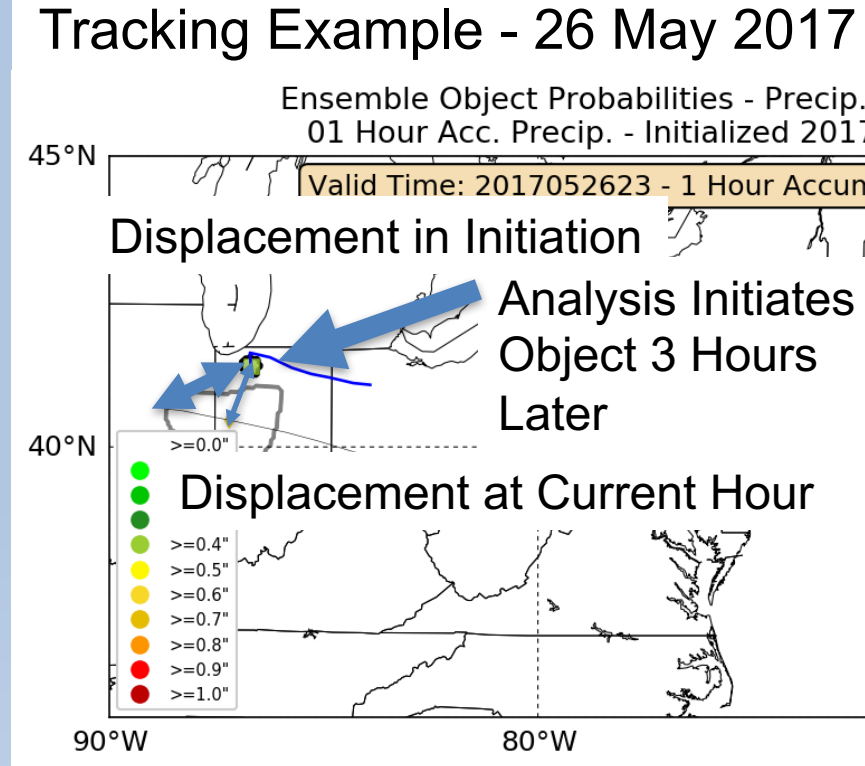 Tracking Example - 26 May 2017
Ensemble Object Probabilities - Precip.
01 Hour Acc. Precip. - Initialized 2017
45°N
Valid Time: 2017052623 - 1 Hour Accum
Displacement in Initiation
Analysis Initiates
Object 3 Hours
Later
40°N
>=0.0"
Displacement at Current Hour
>=0.4"
>=0.5"
>=0.6"
>=0.7"
>=0.8"
>=0.9"
>=1.0"
90°W
80°W